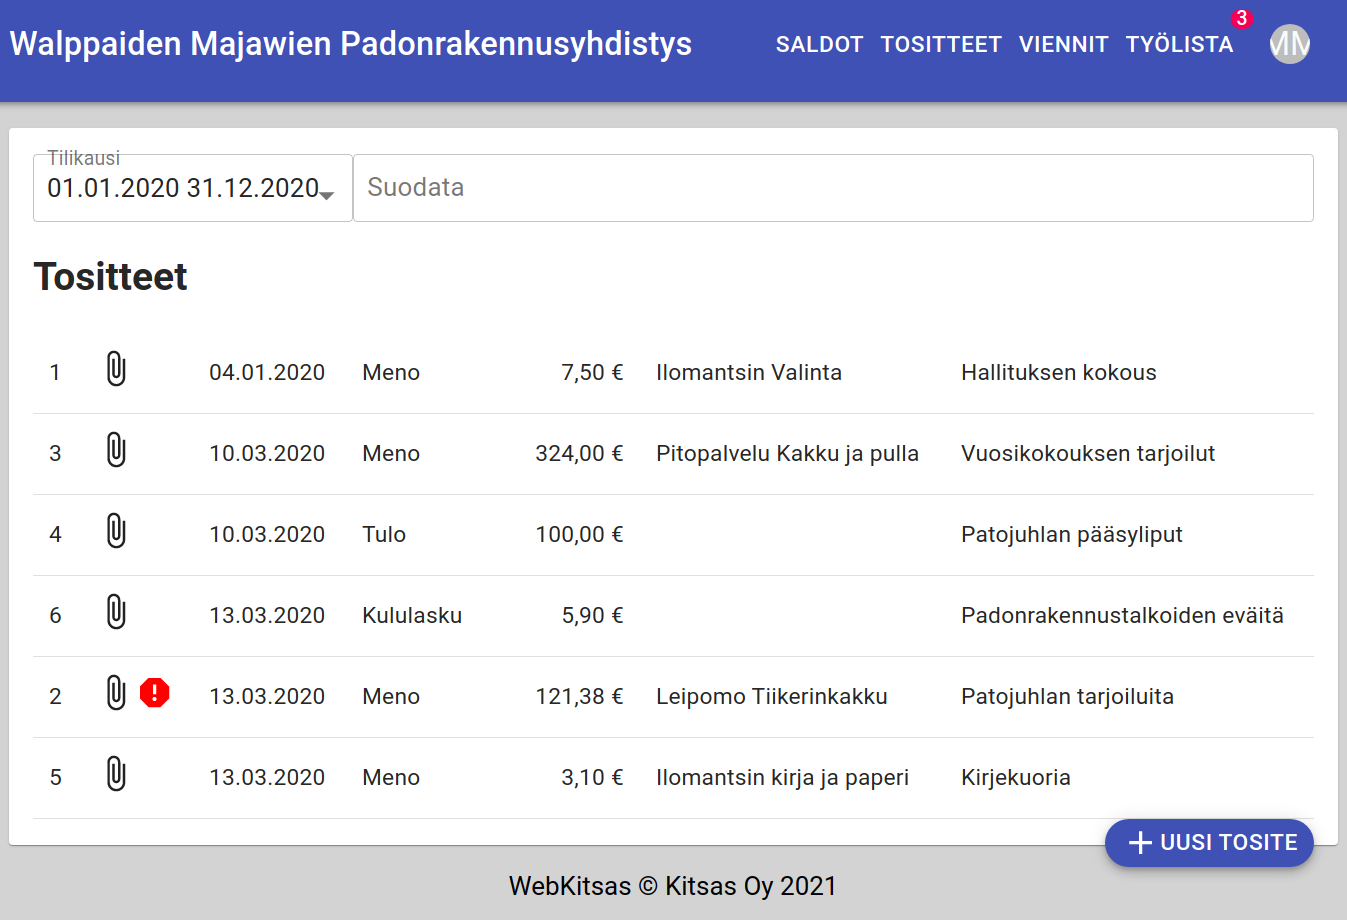 Walppaiden Majawien Padonrakennusyhdistys SALDOT TOSITTEET VIENNIT TYÖLISTA 3 MM
Tilikausi
01.01.2020 31.12.2020 Suodata
Tositteet
1 04.01.2020 Meno 7,50 € Ilomantsin Valinta Hallituksen kokous
3 10.03.2020 Meno 324,00 € Pitopalvelu Kakku ja pulla Vuosikokouksen tarjoilut
4 10.03.2020 Tulo 100,00 € Patojuhlan pääsyliput
6 13.03.2020 Kululasku 5,90 € Padonrakennustalkoiden eväitä
2 13.03.2020 Meno 121,38 € Leipomo Tiikerinkakku Patojuhlan tarjoiluita
5 13.03.2020 Meno 3,10 € Ilomantsin kirja ja paperi Kirjekuoria
+ UUSI TOSITE
WebKitsas © Kitsas Oy 2021